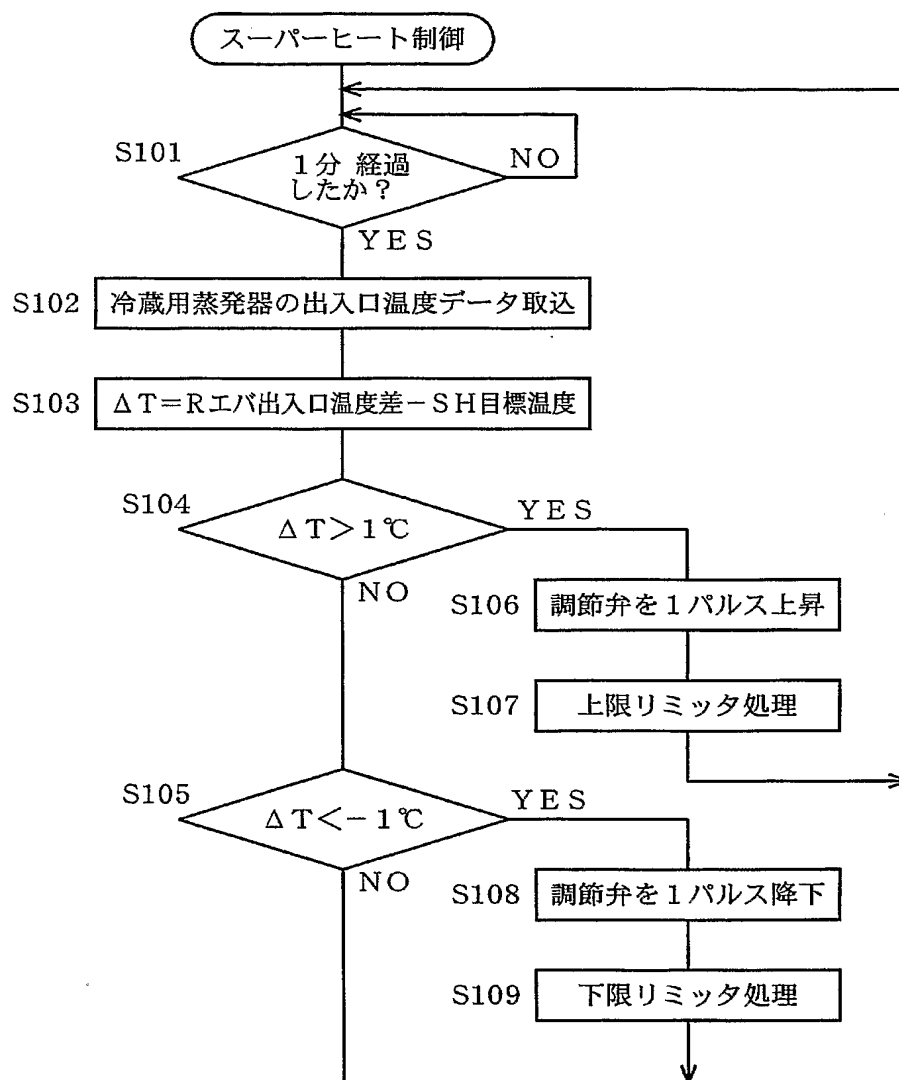 スーパーヒート制御
S101
１分 経過
したか？
NO
YES
S102
冷蔵用蒸発器の出入口温度データ取込
S103
ΔT＝Rエバ出入口温度差－SH目標温度
S104
ΔT＞1℃
YES
NO
S106
調節弁を１パルス上昇
S107
上限リミッタ処理
S105
ΔT＜－1℃
YES
NO
S108
調節弁を１パルス降下
S109
下限リミッタ処理